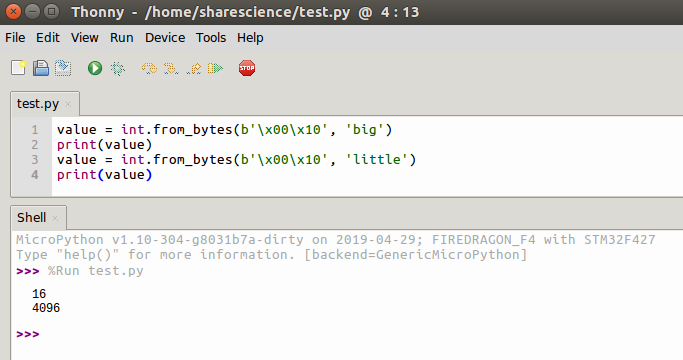 Thonny - /home/sharescience/test.py @ 4 : 13
File Edit View Run Device Tools Help
STOP
test.py ×
1 value = int.from_bytes(b'\x00\x10', 'big')
2 print(value)
3 value = int.from_bytes(b'\x00\x10', 'little')
4 print(value)
Shell ×
MicroPython v1.10-304-g8031b7a-dirty on 2019-04-29; FIREDRAGON_F4 with STM32F427
Type "help()" for more information. [backend=GenericMicroPython]
>>> %Run test.py
16
4096
>>>